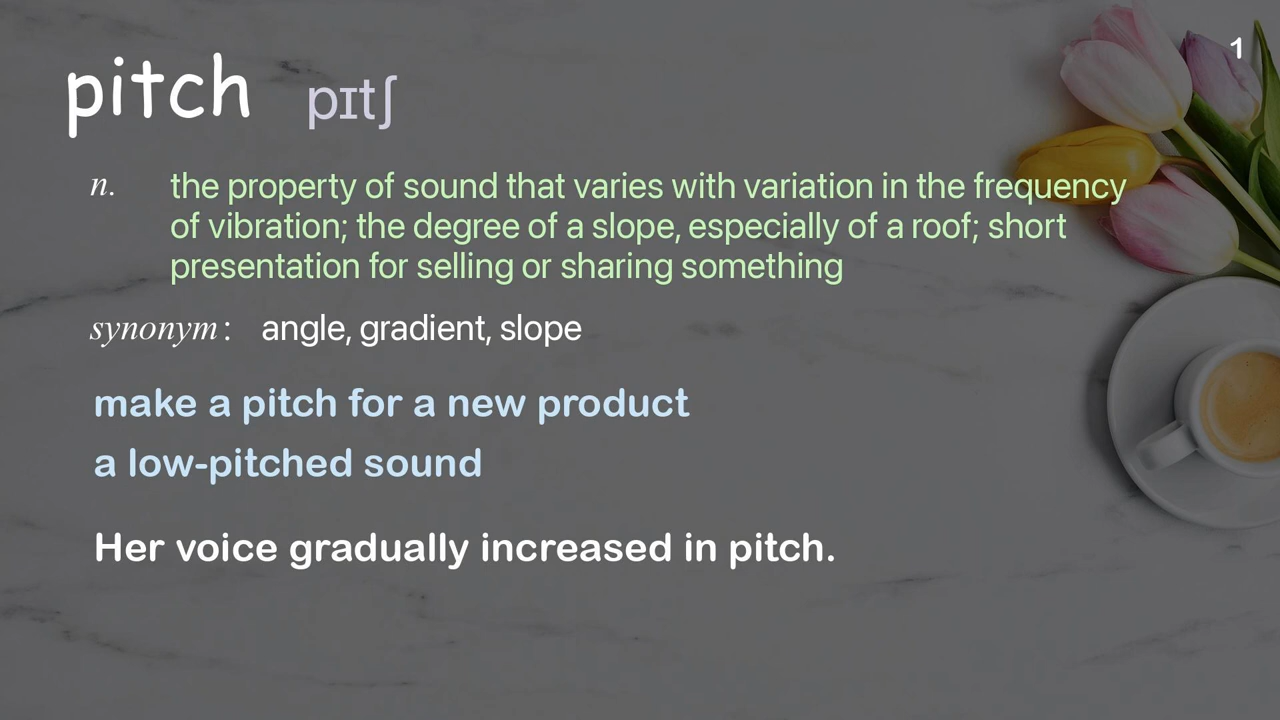 1
pitch pɪtʃ
n. the property of sound that varies with variation in the frequency
of vibration; the degree of a slope, especially of a roof; short
presentation for selling or sharing something
synonym: angle, gradient, slope
make a pitch for a new product
a low-pitched sound
Her voice gradually increased in pitch.